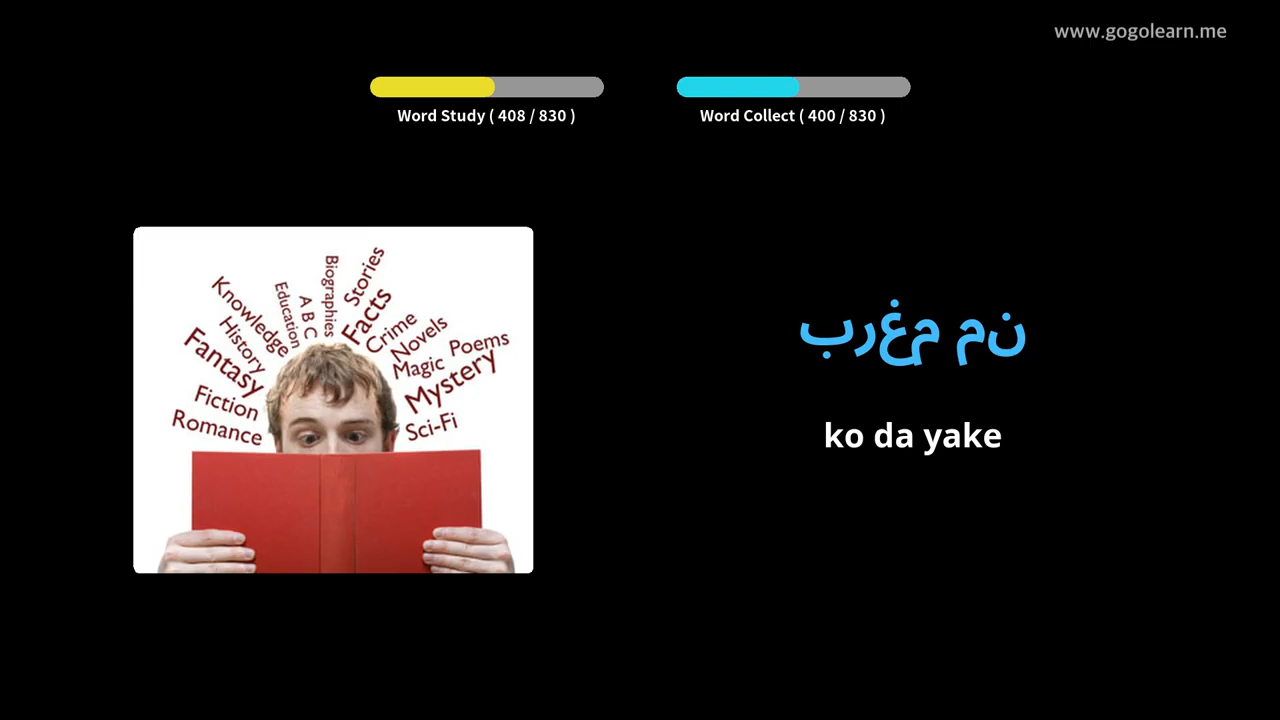 www.gogolearn.me
Word Study ( 408 / 830 )
Word Collect ( 400 / 830 )
Biographies
Stories
Knowledge
Education
A B C
Facts
Crime
History
Novels
Poems
Fantasy
Magic
Mystery
Fiction
Romance
Sci-Fi
برغم من
ko da yake